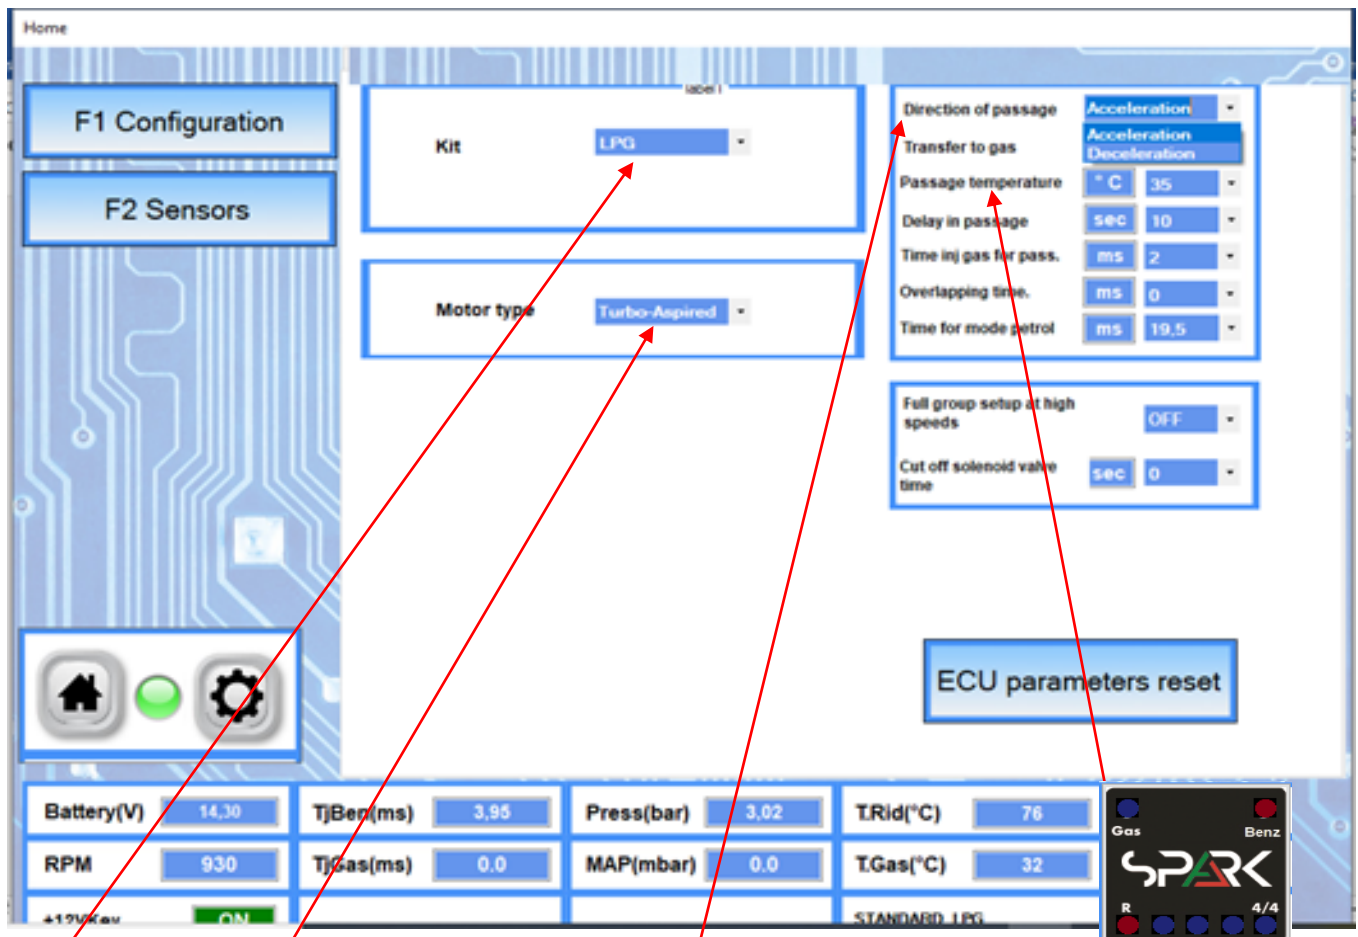 Home
F1 Configuration
F2 Sensors
label1
Kit LPG
Motor type Turbo-Aspired
Direction of passage Acceleration
Acceleration
Deceleration
Transfer to gas
Passage temperature ° C 35
Delay in passage sec 10
Time inj gas for pass. ms 2
Overlapping time. ms 0
Time for mode petrol ms 19,5
Full group setup at high
speeds OFF
Cut off solenoid valve
time sec 0
ECU parameters reset
Battery(V) 14,30 TjBen(ms) 3,95 Press(bar) 3,02 T.Rid(°C) 76
RPM 930 TjGas(ms) 0.0 MAP(mbar) 0.0 T.Gas(°C) 32
+12VKey ON STANDARD LPG
Gas Benz
SPARK
R 4/4